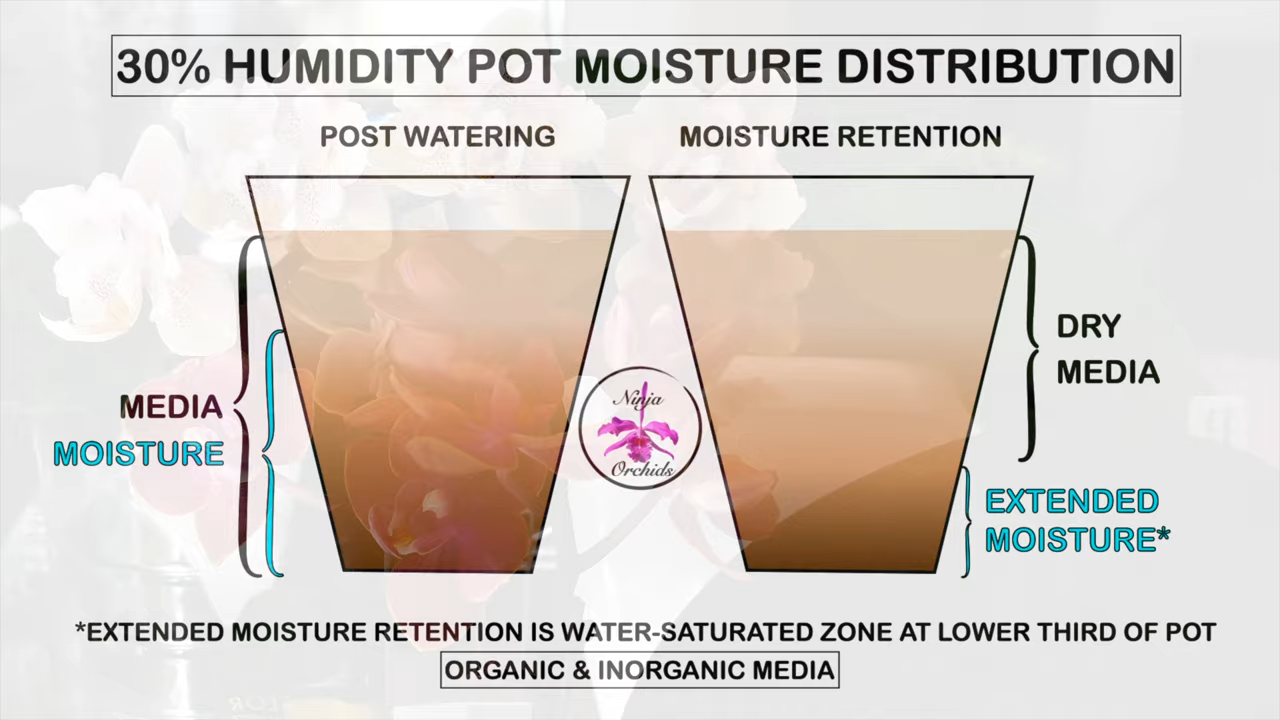 30% HUMIDITY POT MOISTURE DISTRIBUTION
POST WATERING
MOISTURE RETENTION
MEDIA
MOISTURE
DRY
MEDIA
Ninja
Orchids
EXTENDED
MOISTURE*
*EXTENDED MOISTURE RETENTION IS WATER-SATURATED ZONE AT LOWER THIRD OF POT
ORGANIC & INORGANIC MEDIA